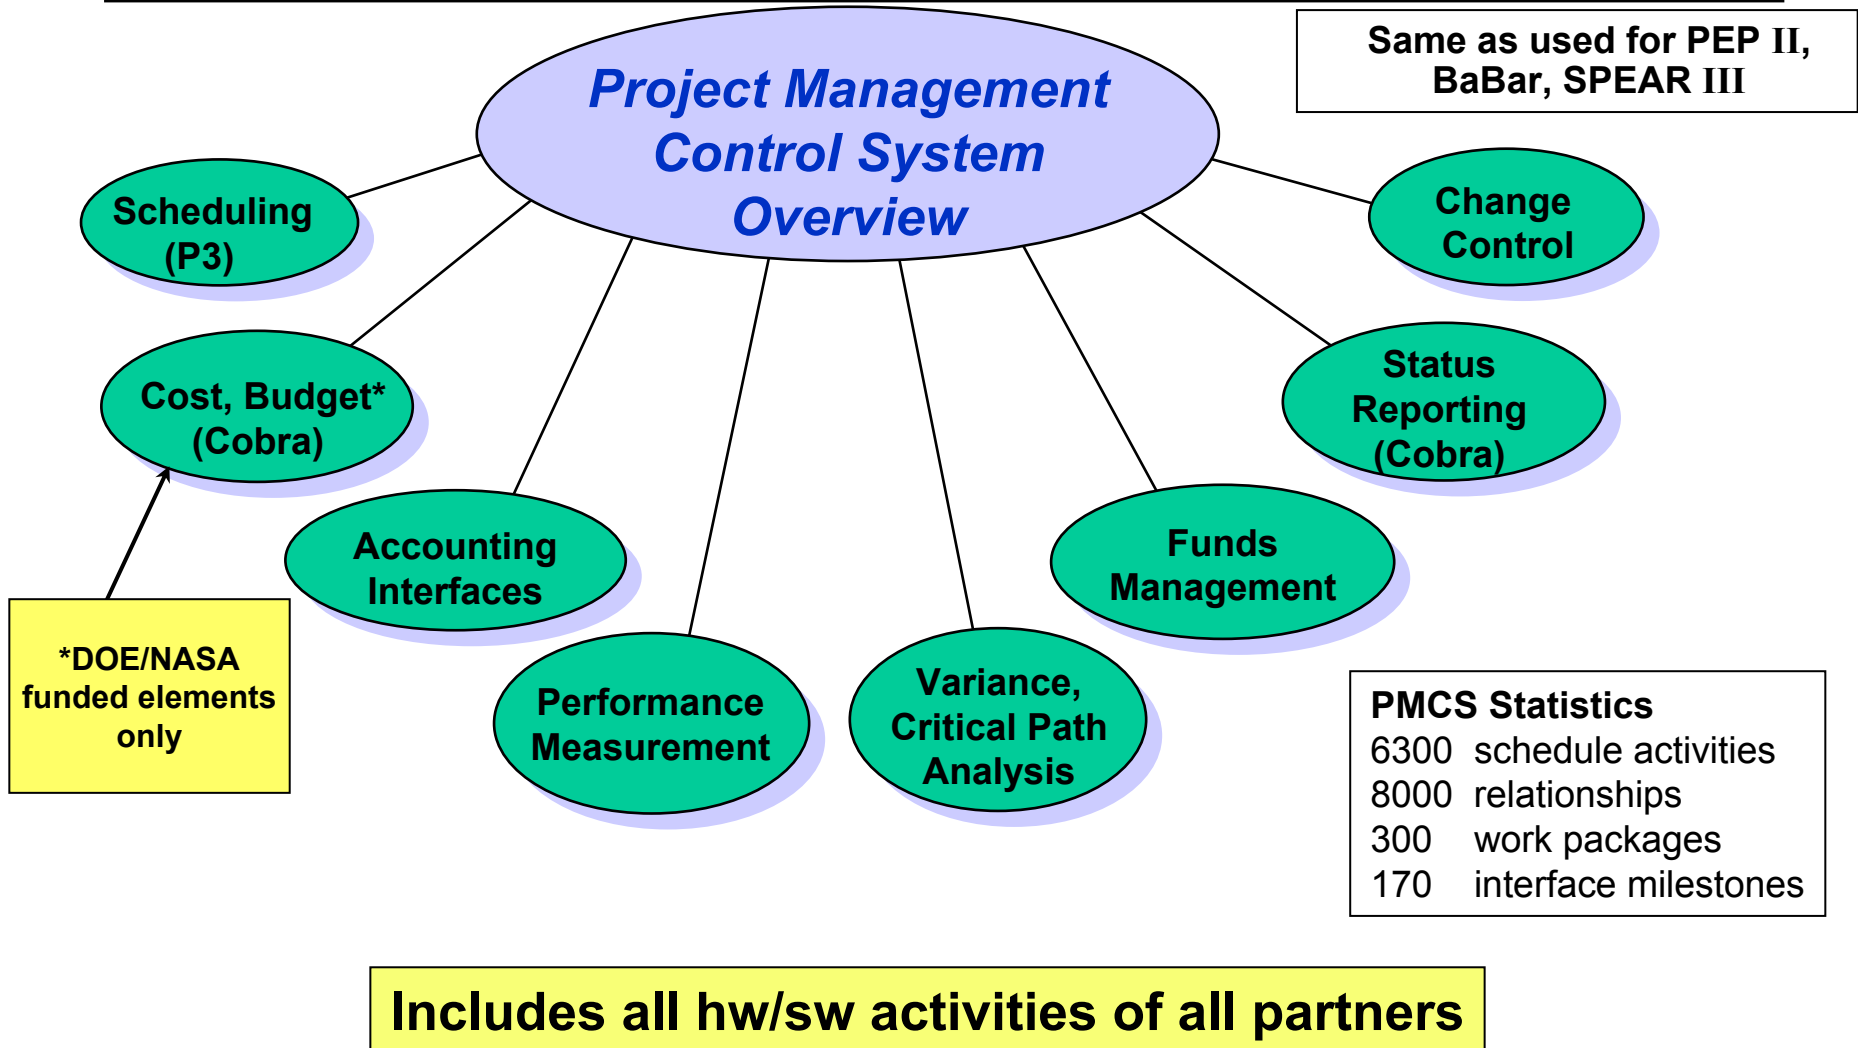 Same as used for PEP II,
BaBar, SPEAR III
Project Management
Control System
Overview
Scheduling
(P3)
Change
Control
Cost, Budget*
(Cobra)
Status
Reporting
(Cobra)
Accounting
Interfaces
Funds
Management
*DOE/NASA
funded elements
only
Performance
Measurement
Variance,
Critical Path
Analysis
PMCS Statistics
6300 schedule activities
8000 relationships
300 work packages
170 interface milestones
Includes all hw/sw activities of all partners